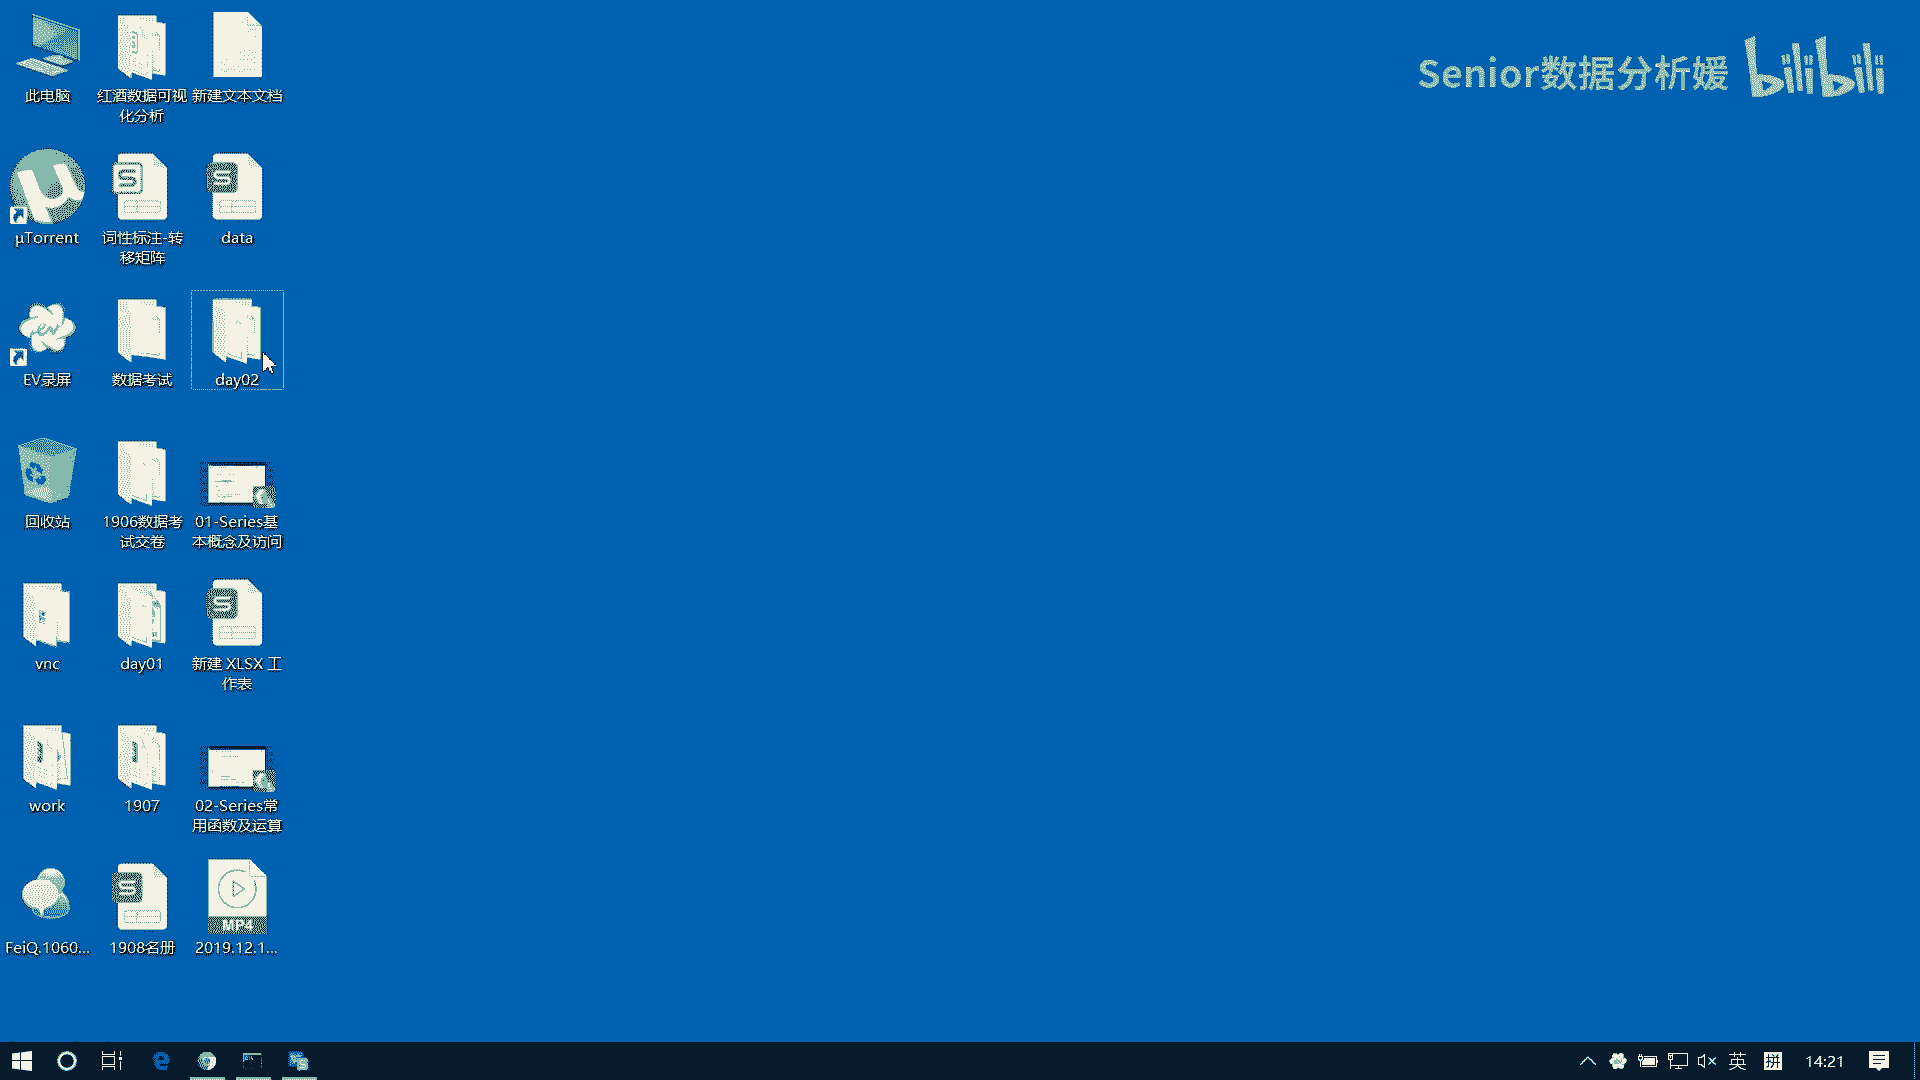 Senior数据分析媛 bilibili
此电脑
红酒数据可视
化分析
新建文本文档
μTorrent
词性标注-转
移矩阵
data
EV录屏
数据考试
day02
回收站
1906数据考
试交卷
01-Series基
本概念及访问
vnc
day01
新建 XLSX 工
作表
work
1907
02-Series常
用函数及运算
FeiQ.1060...
1908名册
MP4
2019.12.1...
英
拼
14:21